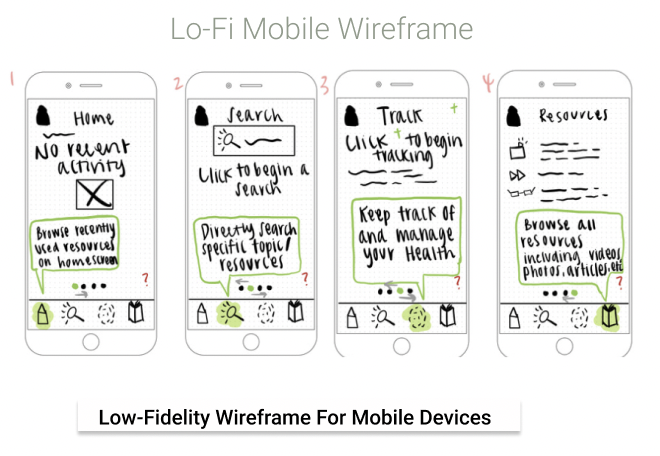 Lo-Fi Mobile Wireframe
1
Home
No recent
activity
Browse recently
used resources
on homescreen
?
2
Search
Click to begin a
search
Directly search
specific topic/
resources
?
3
Track +
Click + to begin
tracking
Keep track of
and manage
your Health
?
4
Resources
Browse all
resources
including videos,
photos, articles, etc
?
Low-Fidelity Wireframe For Mobile Devices